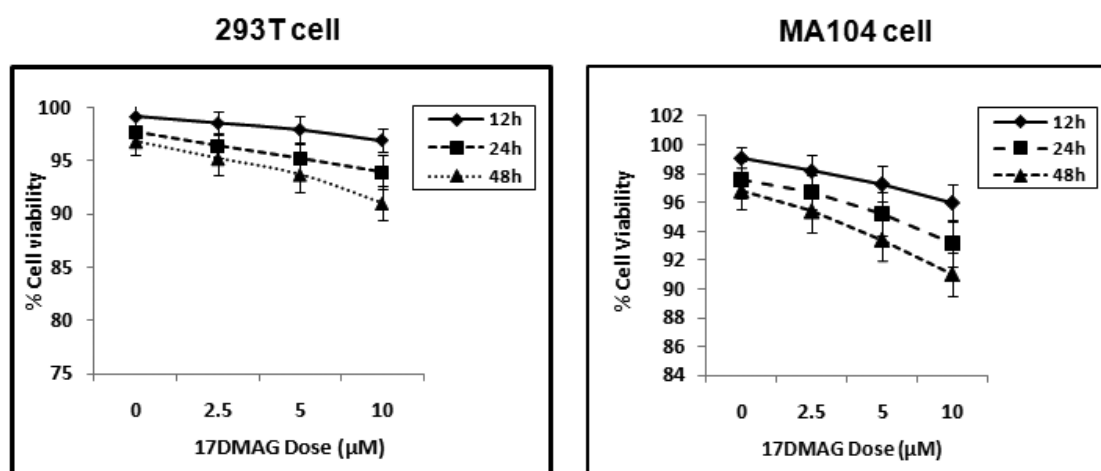 293T cell
100
95
90
85
80
75
% Cell viability
0 2.5 5 10
17DMAG Dose (µM)
12h
24h
48h
MA104 cell
102
100
98
96
94
92
90
88
86
84
% Cell Viability
0 2.5 5 10
17DMAG Dose (µM)
12h
24h
48h